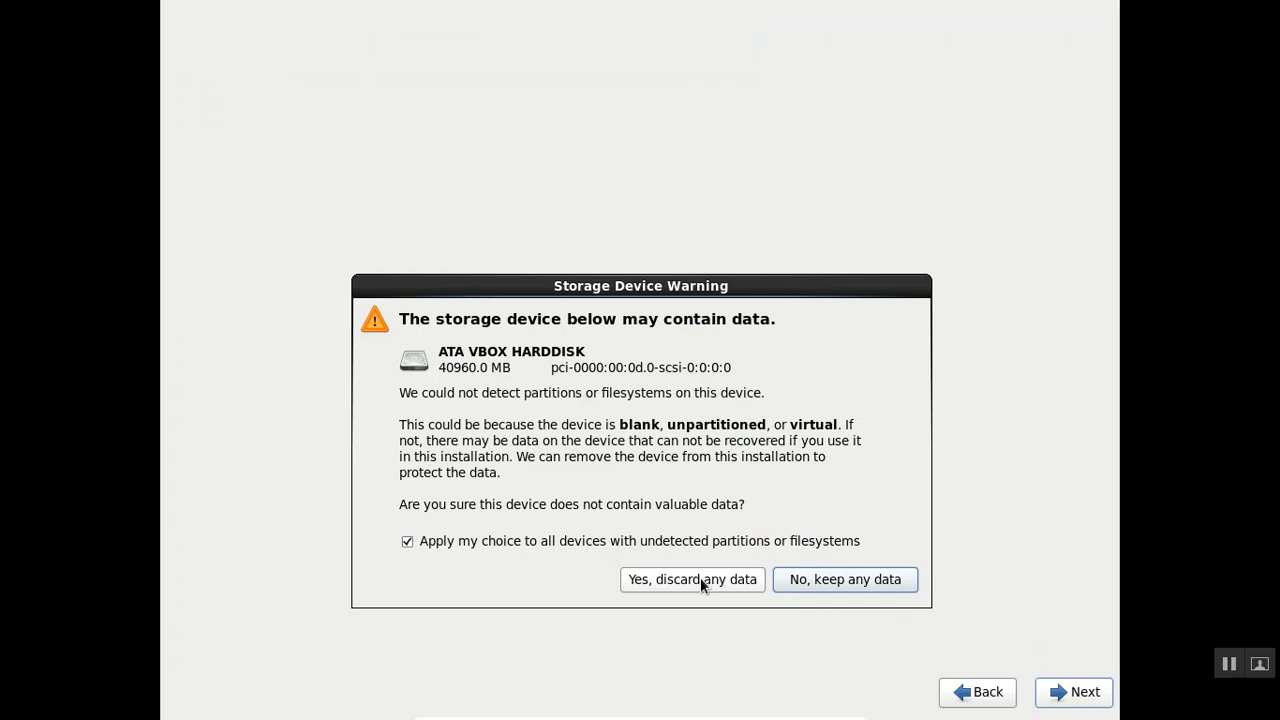 Storage Device Warning
The storage device below may contain data.
ATA VBOX HARDDISK
40960.0 MB pci-0000:00:0d.0-scsi-0:0:0:0
We could not detect partitions or filesystems on this device.
This could be because the device is blank, unpartitioned, or virtual. If
not, there may be data on the device that can not be recovered if you use it
in this installation. We can remove the device from this installation to
protect the data.
Are you sure this device does not contain valuable data?
Apply my choice to all devices with undetected partitions or filesystems
Yes, discard any data No, keep any data
Back Next